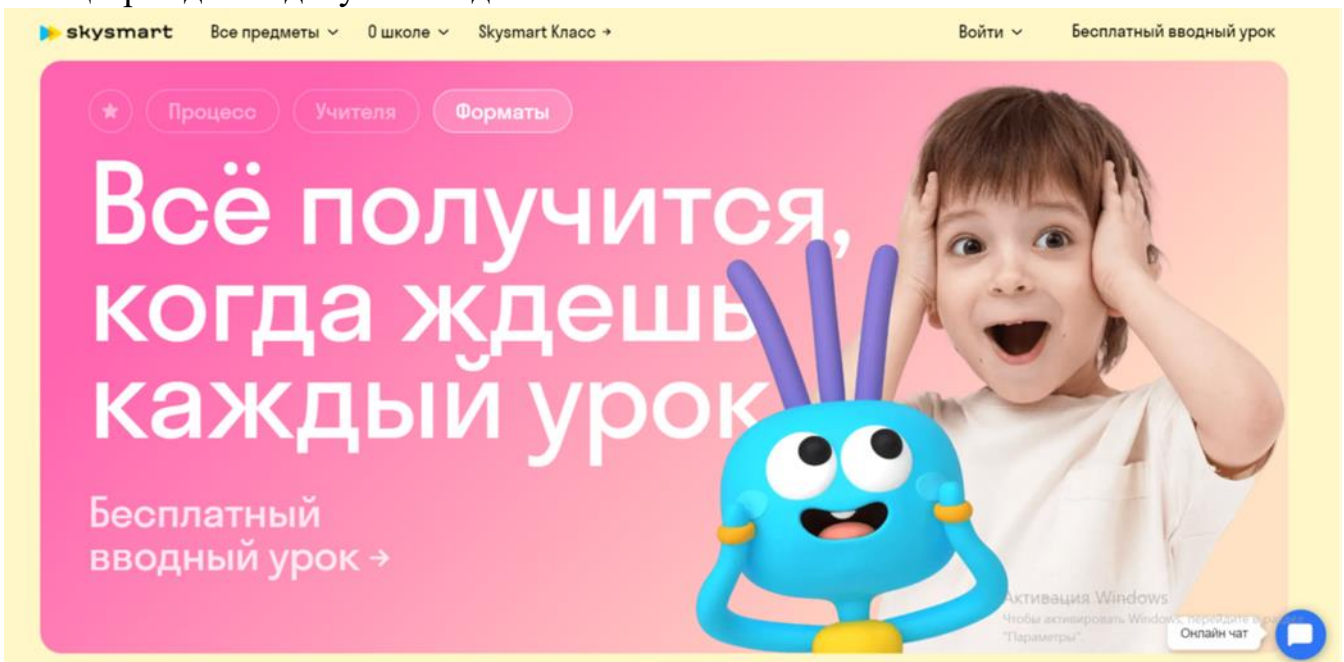 skysmart Все предметы О школе Skysmart Класс → Войти Бесплатный вводный урок
Процесс Учителя Форматы
Всё получится,
когда ждешь
каждый урок
Бесплатный
вводный урок →
Активация Windows
Чтобы активировать Windows, перейдите в раздел
"Параметры".
Онлайн чат